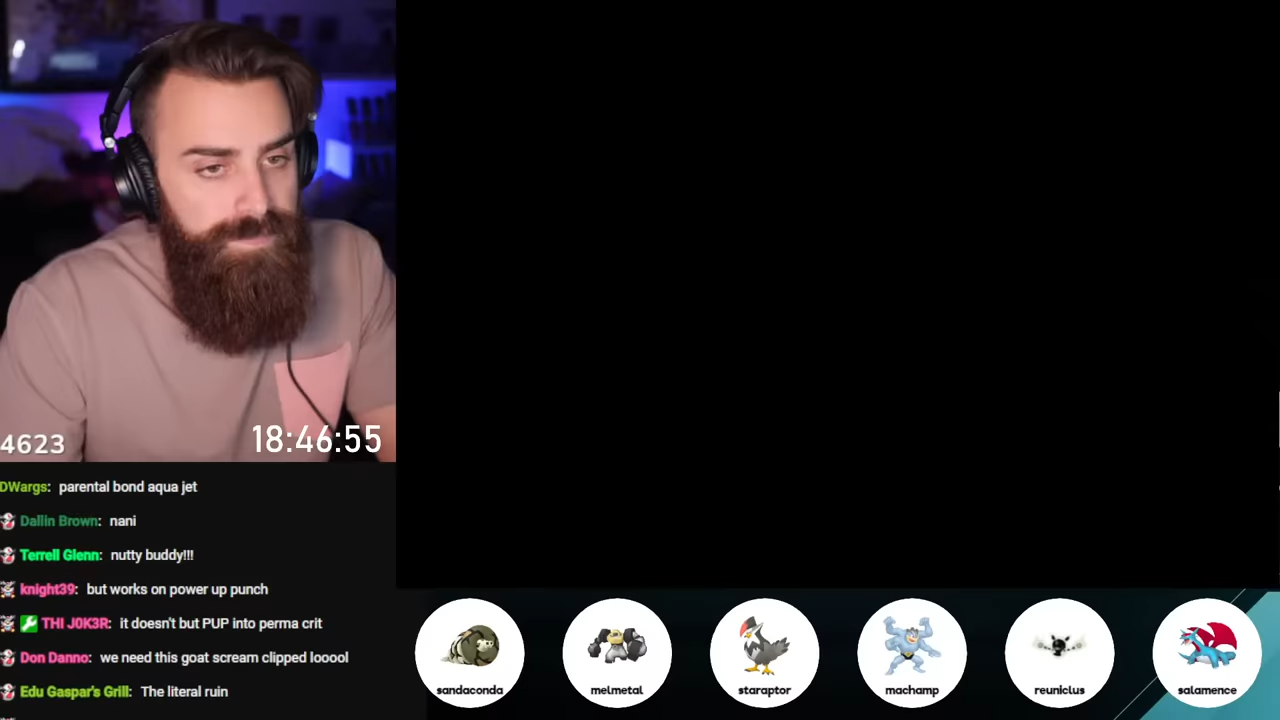 4623
18:46:55
DWargs: parental bond aqua jet
Dallin Brown: nani
Terrell Glenn: nutty buddy!!!
knight39: but works on power up punch
THI J0K3R: it doesn't but PUP into perma crit
Don Danno: we need this goat scream clipped looool
Edu Gaspar's Grill: The literal ruin
sandaconda
melmetal
staraptor
machamp
reuniclus
salamence